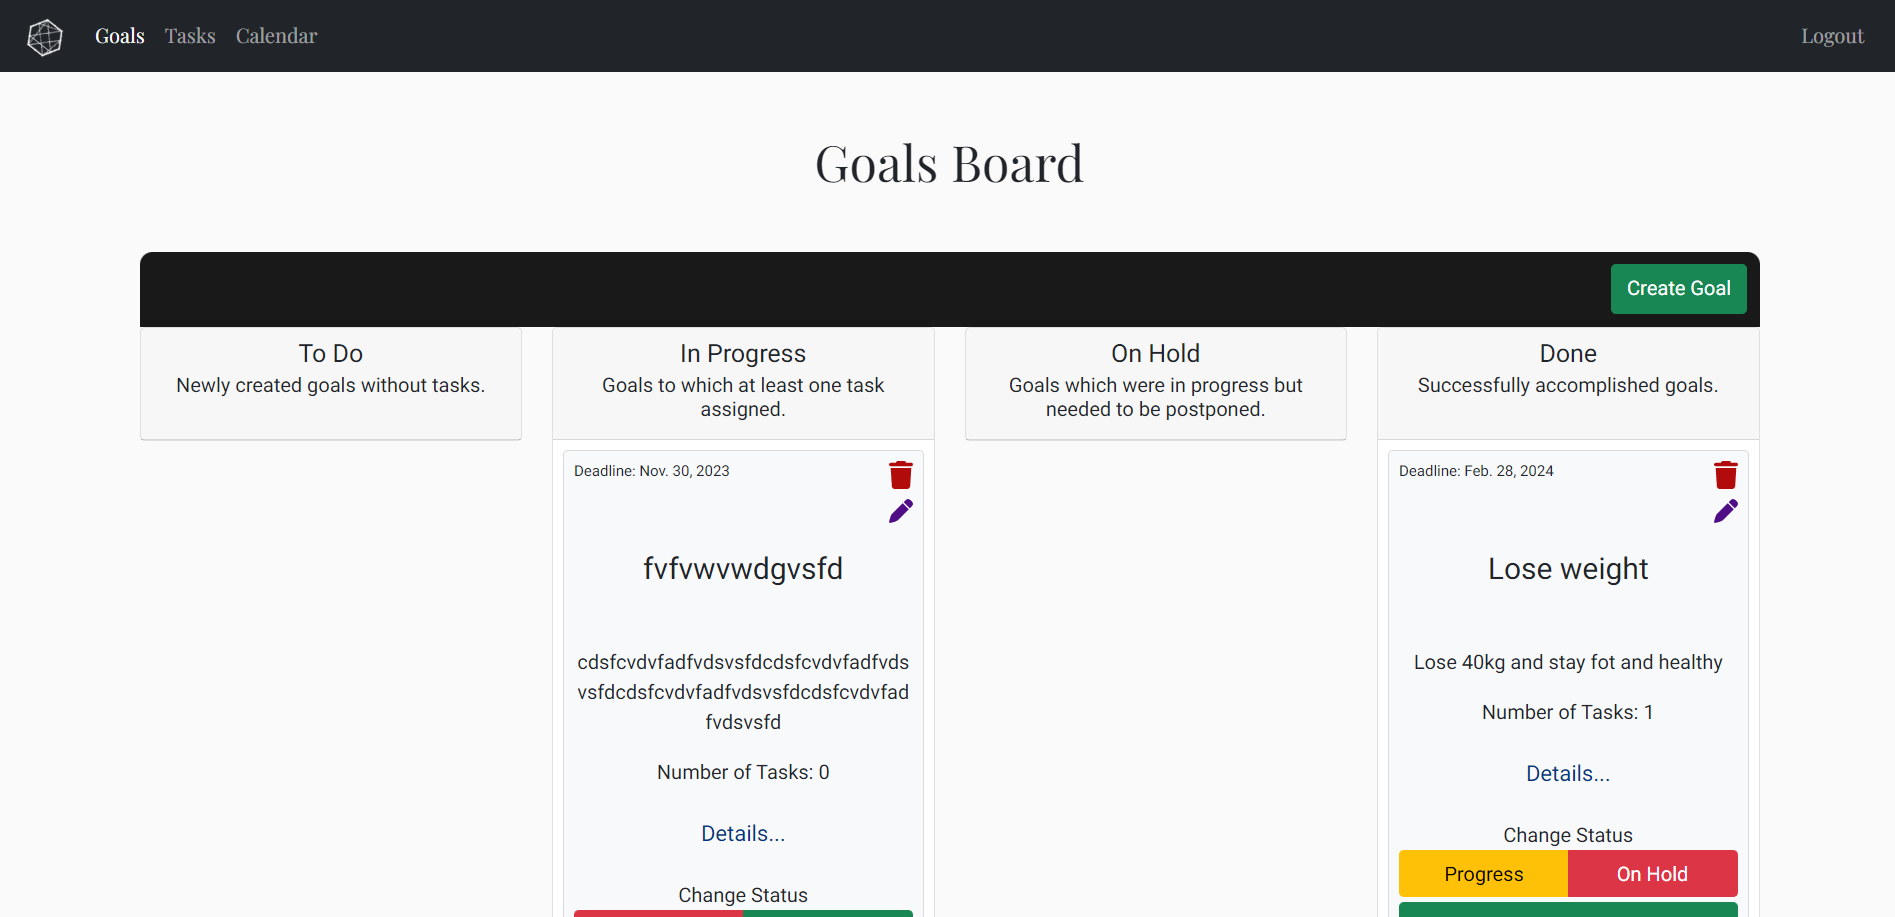 Goals Tasks Calendar Logout
Goals Board
Create Goal
To Do
Newly created goals without tasks.
In Progress
Goals to which at least one task
assigned.
On Hold
Goals which were in progress but
needed to be postponed.
Done
Successfully accomplished goals.
Deadline: Nov. 30, 2023
fvfvwvwdgvsfd
cdsfcvdvfadfvdsvsfdcdsfcvdvfadfvds
vsfdcdsfcvdvfadfvdsvsfdcdsfcvdvfad
fvdsvsfd
Number of Tasks: 0
Details...
Change Status
Deadline: Feb. 28, 2024
Lose weight
Lose 40kg and stay fot and healthy
Number of Tasks: 1
Details...
Change Status
Progress On Hold